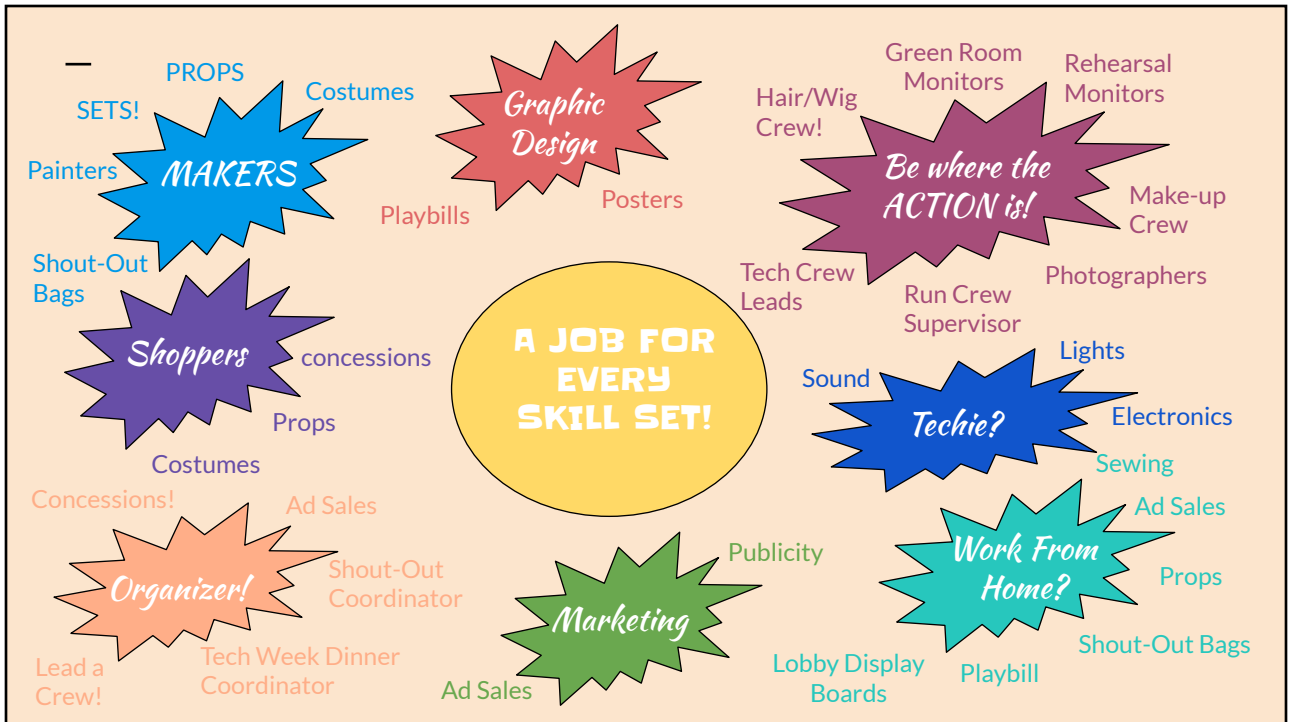 PROPS
SETS!
Costumes
Painters
MAKERS
Shout-Out
Bags
Graphic
Design
Playbills
Posters
Green Room
Monitors
Rehearsal
Monitors
Hair/Wig
Crew!
Be where the
ACTION is!
Make-up
Crew
Tech Crew
Leads
Run Crew
Supervisor
Photographers
Shoppers
concessions
Props
Costumes
A JOB FOR
EVERY
SKILL SET!
Lights
Sound
Techie?
Electronics
Concessions!
Ad Sales
Organizer!
Shout-Out
Coordinator
Lead a
Crew!
Tech Week Dinner
Coordinator
Publicity
Marketing
Ad Sales
Sewing
Ad Sales
Work From
Home?
Props
Shout-Out Bags
Lobby Display
Boards
Playbill